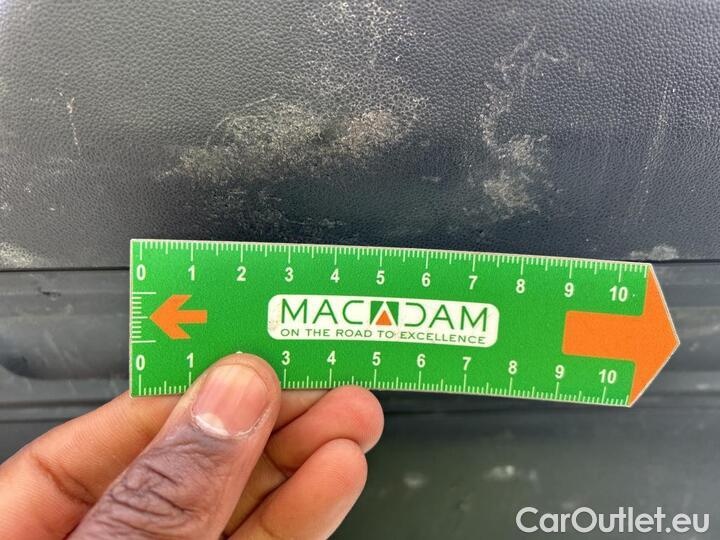 0 1 2 3 4 5 6 7 8 9 10
MACADAM
ON THE ROAD TO EXCELLENCE
0 1 3 4 5 6 7 8 9 10
CarOutlet.eu